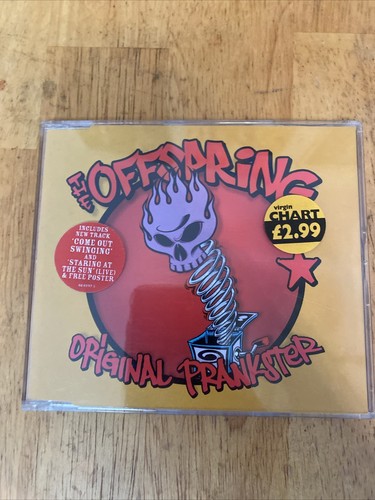 THE OFFSPRING
virgin
CHART
£2.99
INCLUDES
NEW TRACK
'COME OUT
SWINGING'
AND
'STARING AT
THE SUN' (LIVE)
& FREE POSTER
ORIGINAL PRANKSTER